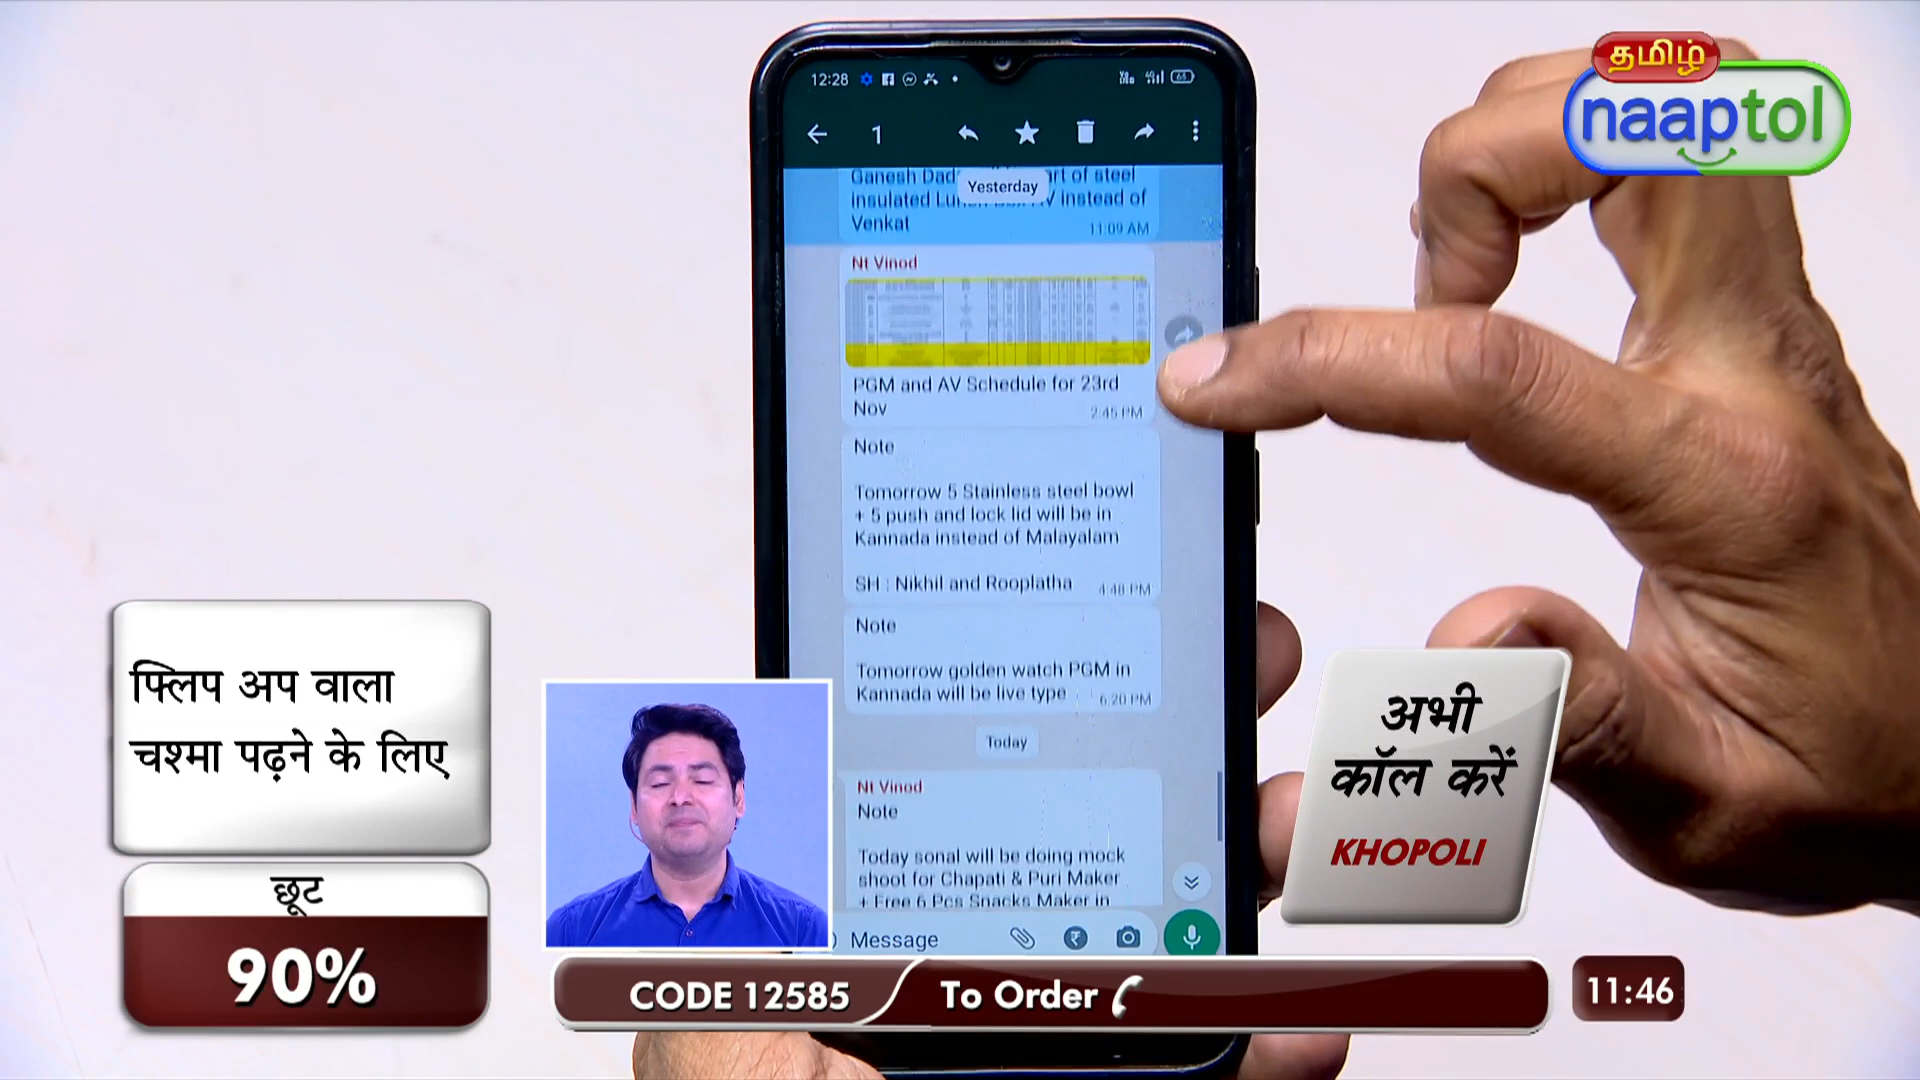 தமிழ்
naaptol
12:28
1
Ganesh
of steel
insulated
instead of
Venkat
11:09 AM
Yesterday
Nt Vinod
PGM and AV Schedule for 23rd
Nov
2:45 PM
Note
Tomorrow 5 Stainless steel bowl
+ 5 push and lock lid will be in
Kannada instead of Malayalam
SH : Nikhil and Rooplatha
4:48 PM
Note
Tomorrow golden watch PGM in
Kannada will be live type
6:20 PM
Today
Nt Vinod
Note
Today sonal will be doing mock
shoot for Chapati & Puri Maker
+ Free 6 Pcs Snacks Maker in
Message
फ्लिप अप वाला
चश्मा पढ़ने के लिए
छूट
90%
अभी
कॉल करें
KHOPOLI
CODE 12585
To Order
11:46